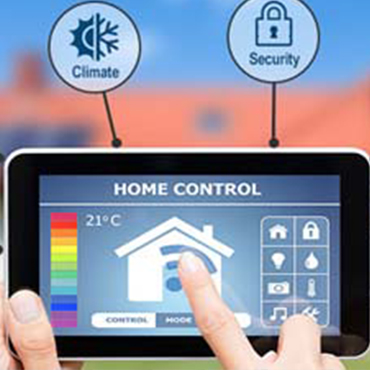 Climate
Security
HOME CONTROL
21°C
CONTROL MODE